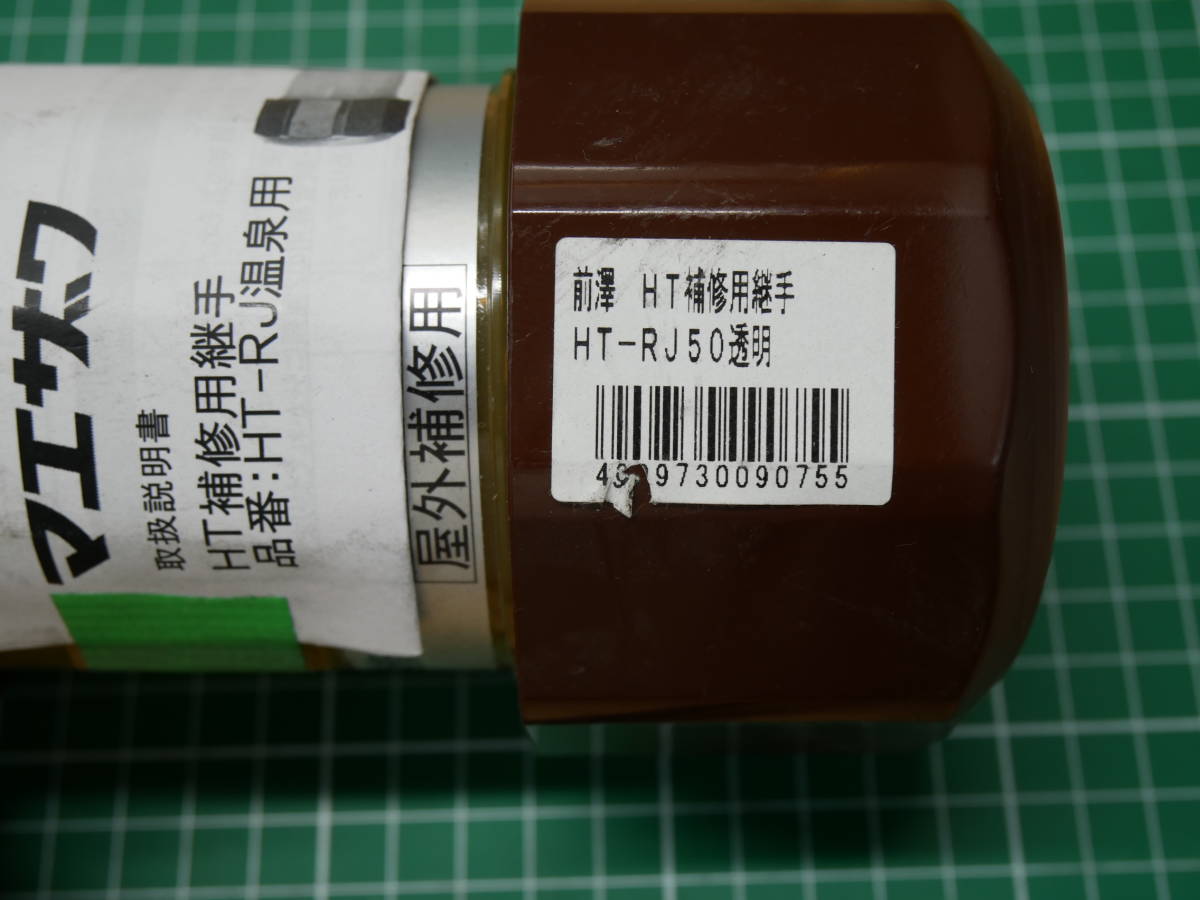 マエザワ
取扱説明書
HT補修用継手
品番:HT-RJ温泉用
屋外補修用
前澤 HT補修用継手
HT-RJ50透明
9730090755